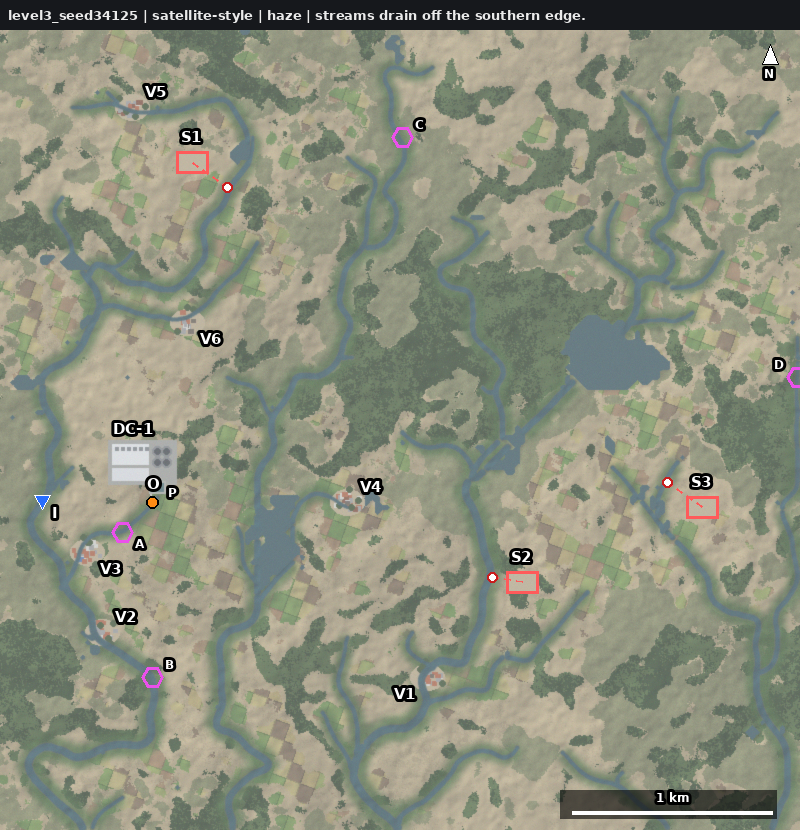 level3_seed34125 | satellite-style | haze | streams drain off the southern edge.
N
V5
C
S1
V6
D
DC-1
O
P
V4
S3
I
A
V3
S2
V2
B
V1
1 km